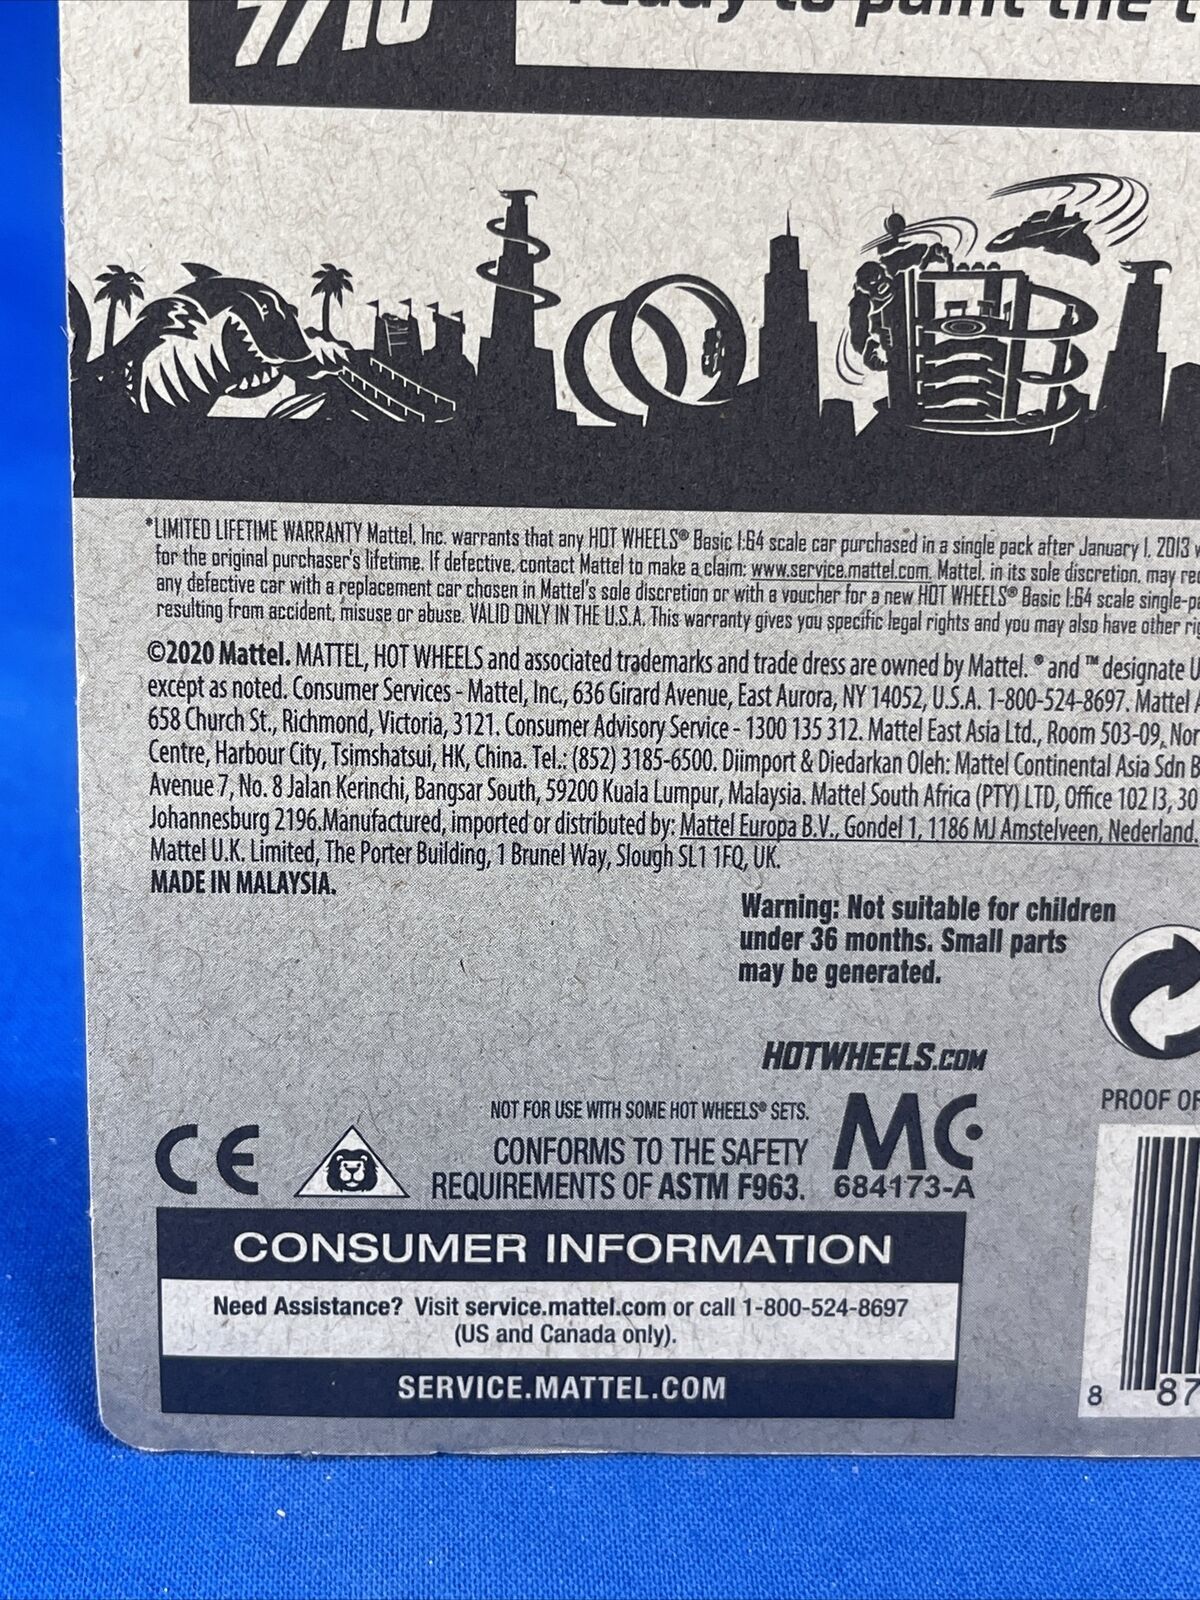 7/10
ready to paint the
*LIMITED LIFETIME WARRANTY Mattel, Inc. warrants that any HOT WHEELS® Basic 1:64 scale car purchased in a single pack after January 1, 2013
for the original purchaser's lifetime. If defective, contact Mattel to make a claim: www.service.mattel.com. Mattel, in its sole discretion, may
any defective car with a replacement car chosen in Mattel's sole discretion or with a voucher for a new HOT WHEELS® Basic 1:64 scale
resulting from accident, misuse or abuse. VALID ONLY IN THE U.S.A. This warranty gives you specific legal rights and you may also have other
©2020 Mattel. MATTEL, HOT WHEELS and associated trademarks and trade dress are owned by Mattel. ® and ™ designate
except as noted. Consumer Services - Mattel, Inc., 636 Girard Avenue, East Aurora, NY 14052, U.S.A. 1-800-524-8697. Mattel
658 Church St., Richmond, Victoria, 3121. Consumer Advisory Service - 1300 135 312. Mattel East Asia Ltd., Room 503-09,
Centre, Harbour City, Tsimshatsui, HK, China. Tel.: (852) 3185-6500. Diimport & Diedarkan Oleh: Mattel Continental Asia Sdn
Avenue 7, No. 8 Jalan Kerinchi, Bangsar South, 59200 Kuala Lumpur, Malaysia. Mattel South Africa (PTY) LTD, Office 102 I3, 30
Johannesburg 2196.Manufactured, imported or distributed by: Mattel Europa B.V., Gondel 1, 1186 MJ Amstelveen, Nederland.
Mattel U.K. Limited, The Porter Building, 1 Brunel Way, Slough SL1 1FQ, UK.
MADE IN MALAYSIA.
Warning: Not suitable for children
under 36 months. Small parts
may be generated.
HOTWHEELS.COM
NOT FOR USE WITH SOME HOT WHEELS® SETS.
CONFORMS TO THE SAFETY
REQUIREMENTS OF ASTM F963.
CE
MC
684173-A
PROOF OF
8 87
CONSUMER INFORMATION
Need Assistance? Visit service.mattel.com or call 1-800-524-8697
(US and Canada only).
SERVICE.MATTEL.COM